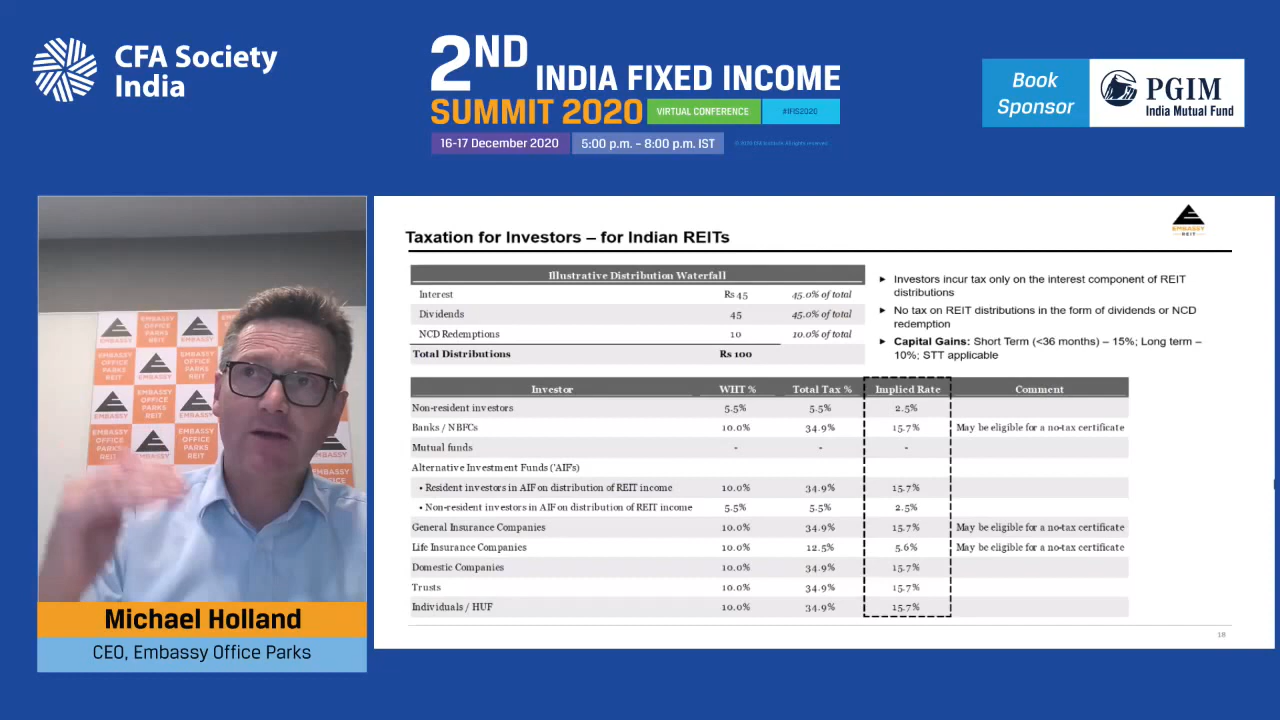 CFA Society
India
2ND
INDIA FIXED INCOME
SUMMIT 2020
VIRTUAL CONFERENCE
#IFIS2020
16-17 December 2020
5:00 p.m. – 8:00 p.m. IST
Book
Sponsor
PGIM
India Mutual Fund
EMBASSY
OFFICE
PARKS
REIT
Michael Holland
CEO, Embassy Office Parks
EMBASSY
REIT
Taxation for Investors – for Indian REITs
Illustrative Distribution Waterfall
Interest Rs 45 45.0% of total
Dividends 45 45.0% of total
NCD Redemptions 10 10.0% of total
Total Distributions Rs 100
► Investors incur tax only on the interest component of REIT
distributions
► No tax on REIT distributions in the form of dividends or NCD
redemption
► Capital Gains: Short Term (<36 months) – 15%; Long term –
10%; STT applicable
Investor WHT % Total Tax % Implied Rate Comment
Non-resident investors 5.5% 5.5% 2.5%
Banks / NBFCs 10.0% 34.9% 15.7% May be eligible for a no-tax certificate
Mutual funds - - -
Alternative Investment Funds ('AIFs)
• Resident investors in AIF on distribution of REIT income 10.0% 34.9% 15.7%
• Non-resident investors in AIF on distribution of REIT income 5.5% 5.5% 2.5%
General Insurance Companies 10.0% 34.9% 15.7% May be eligible for a no-tax certificate
Life Insurance Companies 10.0% 12.5% 5.6% May be eligible for a no-tax certificate
Domestic Companies 10.0% 34.9% 15.7%
Trusts 10.0% 34.9% 15.7%
Individuals / HUF 10.0% 34.9% 15.7%
18